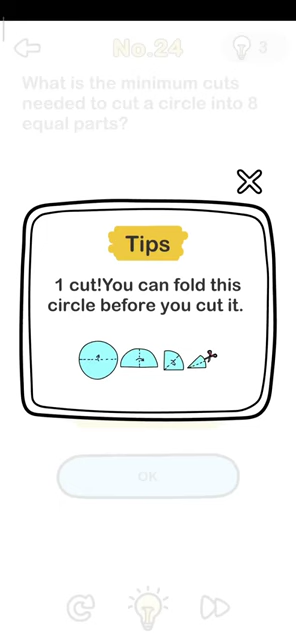 No.24
3
What is the minimum cuts
needed to cut a circle into 8
equal parts?
Tips
1 cut!You can fold this
circle before you cut it.
OK